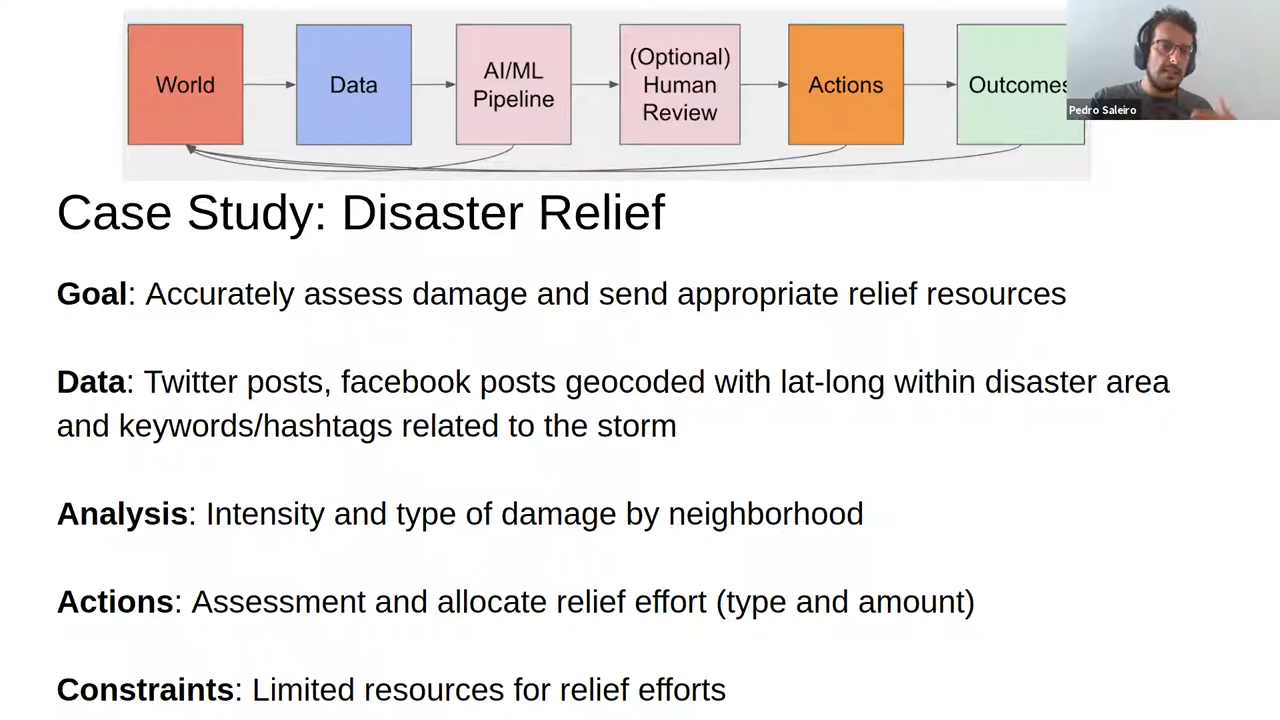 World
Data
AI/ML
Pipeline
(Optional)
Human
Review
Actions
Outcomes
Pedro Saleiro
Case Study: Disaster Relief
Goal: Accurately assess damage and send appropriate relief resources
Data: Twitter posts, facebook posts geocoded with lat-long within disaster area
and keywords/hashtags related to the storm
Analysis: Intensity and type of damage by neighborhood
Actions: Assessment and allocate relief effort (type and amount)
Constraints: Limited resources for relief efforts